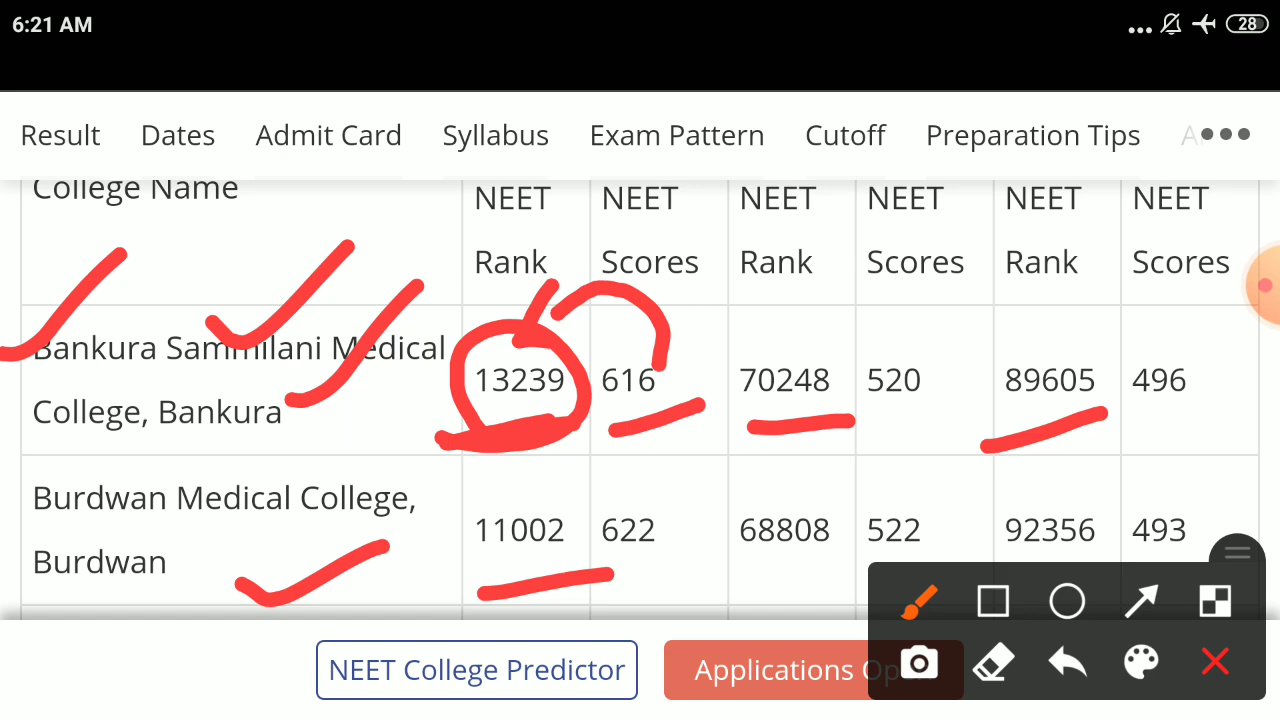 6:21 AM
28
Result Dates Admit Card Syllabus Exam Pattern Cutoff Preparation Tips A
College Name
NEET Rank NEET Scores NEET Rank NEET Scores NEET Rank NEET Scores
Bankura Sammilani Medical College, Bankura 13239 616 70248 520 89605 496
Burdwan Medical College, Burdwan 11002 622 68808 522 92356 493
NEET College Predictor Applications Open